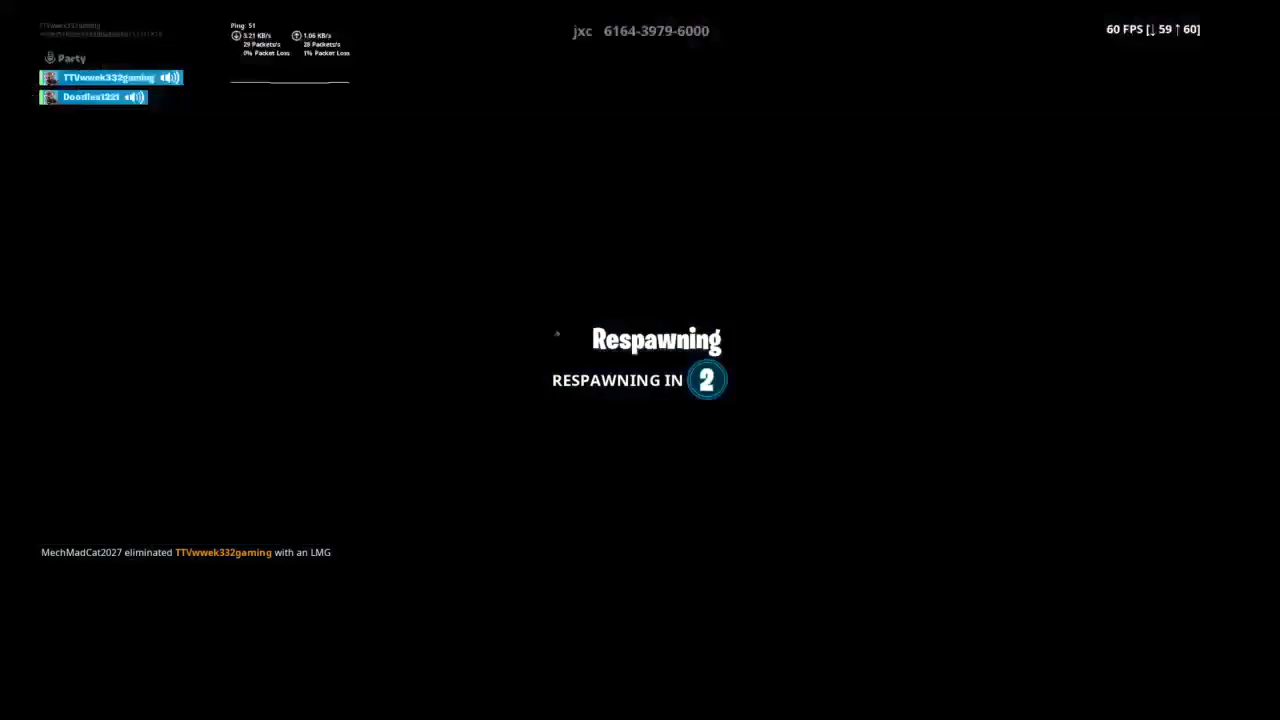 TTVwwek332gaming
Ping: 51
3.21 KB/s
1.06 KB/s
29 Packets/s
28 Packets/s
0% Packet Loss
1% Packet Loss
jxc 6164-3979-6000
60 FPS [↓ 59 ↑ 60]
Party
TTVwwek332gaming
Doodles1221
Respawning
RESPAWNING IN 2
MechMadCat2027 eliminated TTVwwek332gaming with an LMG